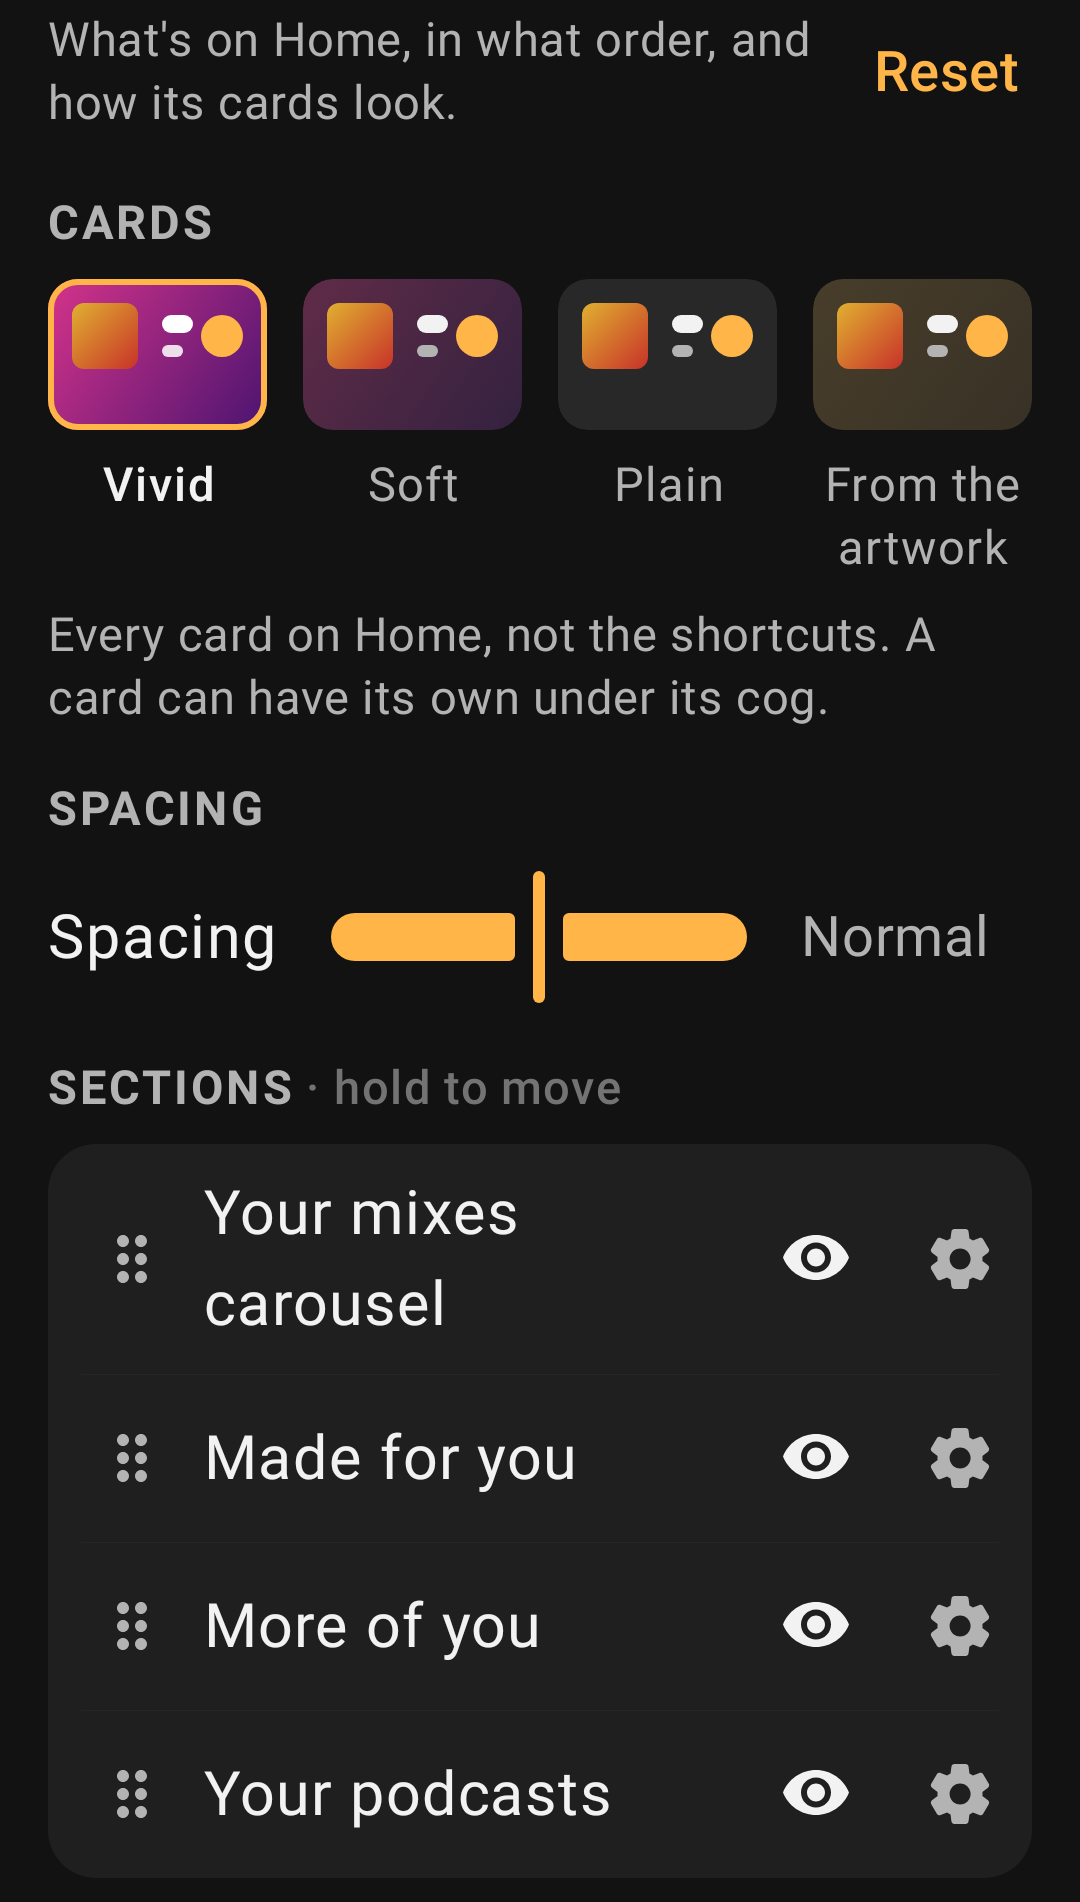 What's on Home, in what order, and
how its cards look.
Reset
CARDS
Vivid
Soft
Plain
From the
artwork
Every card on Home, not the shortcuts. A
card can have its own under its cog.
SPACING
Spacing
Normal
SECTIONS · hold to move
Your mixes
carousel
Made for you
More of you
Your podcasts